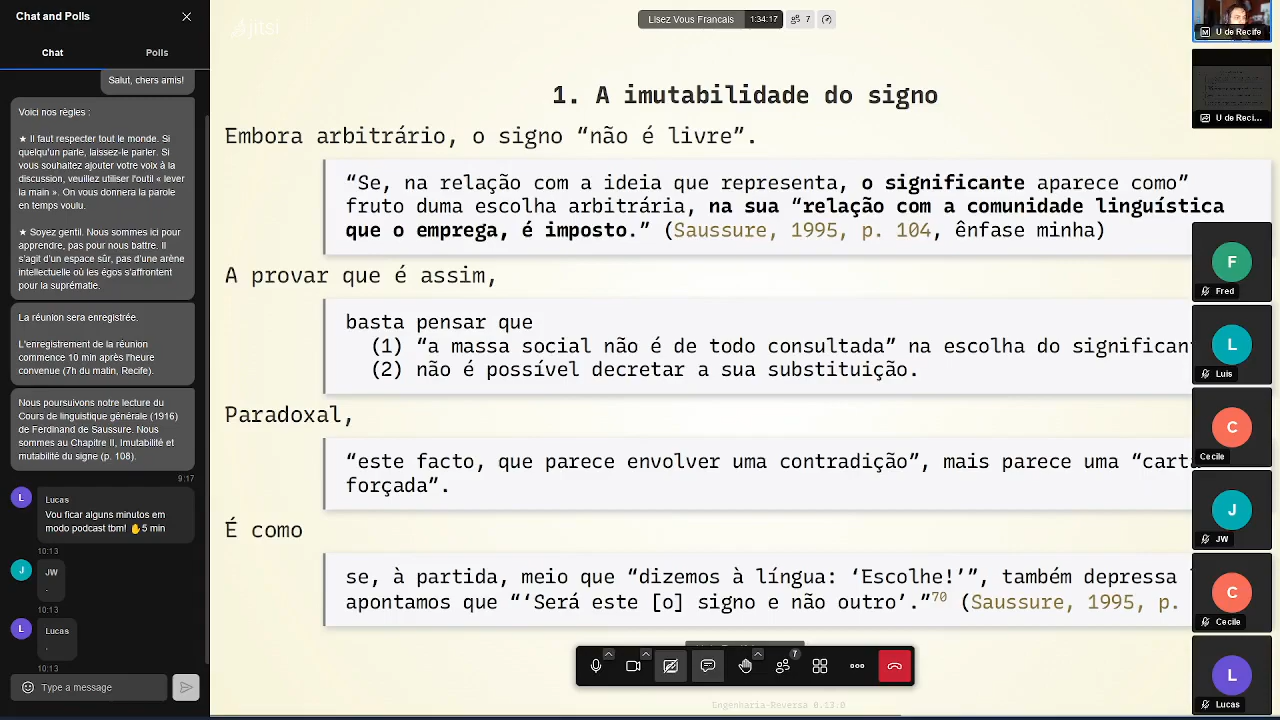 Chat and Polls
Chat
Polls
Salut, chers amis!
Voici nos règles :
★ Il faut respecter tout le monde. Si
quelqu'un parle, laissez-le parler. Si
vous souhaitez ajouter votre voix à la
discussion, veuillez utiliser l'outil « lever
la main ». On vous donnera la parole
en temps voulu.
★ Soyez gentil. Nous sommes ici pour
apprendre, pas pour nous battre. Il
s'agit d'un espace sûr, pas d'une arène
mentale où les esprits s'affrontent
pour la suprématie.
La réunion sera enregistrée.
L'enregistrement de la réunion
commence 10 min après l'heure
convenue (7h du matin, Recife).
Nous poursuivons notre lecture du
Cours de linguistique générale (1916)
de Ferdinand de Saussure. Nous
sommes au Chapitre II, Imutabilité et
mutabilité du signe (p. 108).
9:17
L
Lucas
Vou ficar alguns minutos em
modo podcast tbm! ✋5 min
10:13
J
JW
.
10:13
L
Lucas
.
10:13
Type a message
jitsi
Lisez Vous Francais
1:34:17
7
1. A imutabilidade do signo
Embora arbitrário, o signo “não é livre”.
“Se, na relação com a ideia que representa, o significante aparece como”
fruto duma escolha arbitrária, na sua “relação com a comunidade linguística
que o emprega, é imposto.” (Saussure, 1995, p. 104, ênfase minha)
A provar que é assim,
basta pensar que
(1) “a massa social não é de todo consultada” na escolha do significan
(2) não é possível decretar a sua substituição.
Paradoxal,
“este facto, que parece envolver uma contradição”, mais parece uma “carta
forçada”.
É como
se, à partida, meio que “dizemos à língua: ‘Escolhe!’”, também depressa
apontamos que “‘Será este [o] signo e não outro’.”70 (Saussure, 1995, p.
7
Engenharia-Reversa 0.13.0
M
U de Recife
U de Reci...
F
Fred
L
Luis
C
Cecile
J
JW
C
Cecile
L
Lucas